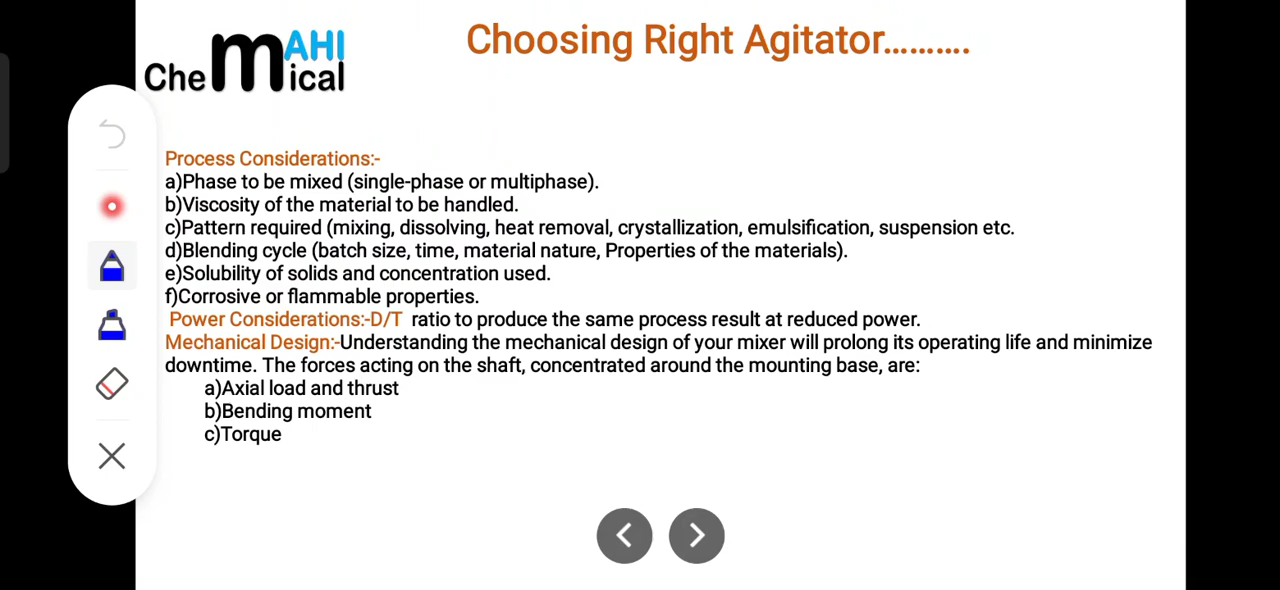 MAHI
Chemical
Choosing Right Agitator..........
Process Considerations:-
a)Phase to be mixed (single-phase or multiphase).
b)Viscosity of the material to be handled.
c)Pattern required (mixing, dissolving, heat removal, crystallization, emulsification, suspension etc.
d)Blending cycle (batch size, time, material nature, Properties of the materials).
e)Solubility of solids and concentration used.
f)Corrosive or flammable properties.
Power Considerations:-D/T ratio to produce the same process result at reduced power.
Mechanical Design:-Understanding the mechanical design of your mixer will prolong its operating life and minimize
downtime. The forces acting on the shaft, concentrated around the mounting base, are:
a)Axial load and thrust
b)Bending moment
c)Torque